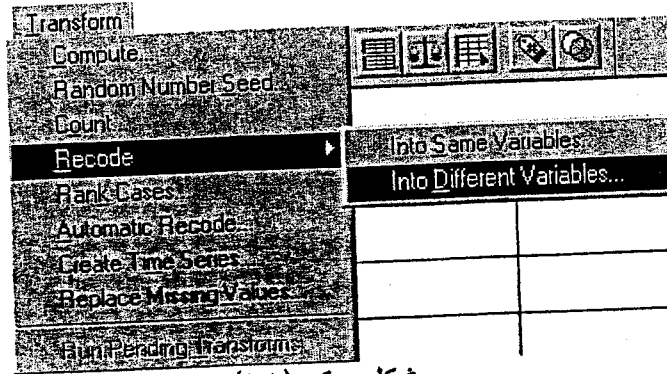 Transform
Compute...
Random Number Seed...
Count...
Recode
Into Same Variables...
Into Different Variables...
Rank Cases...
Automatic Recode...
Create Time Series...
Replace Missing Values...
Run Pending Transforms